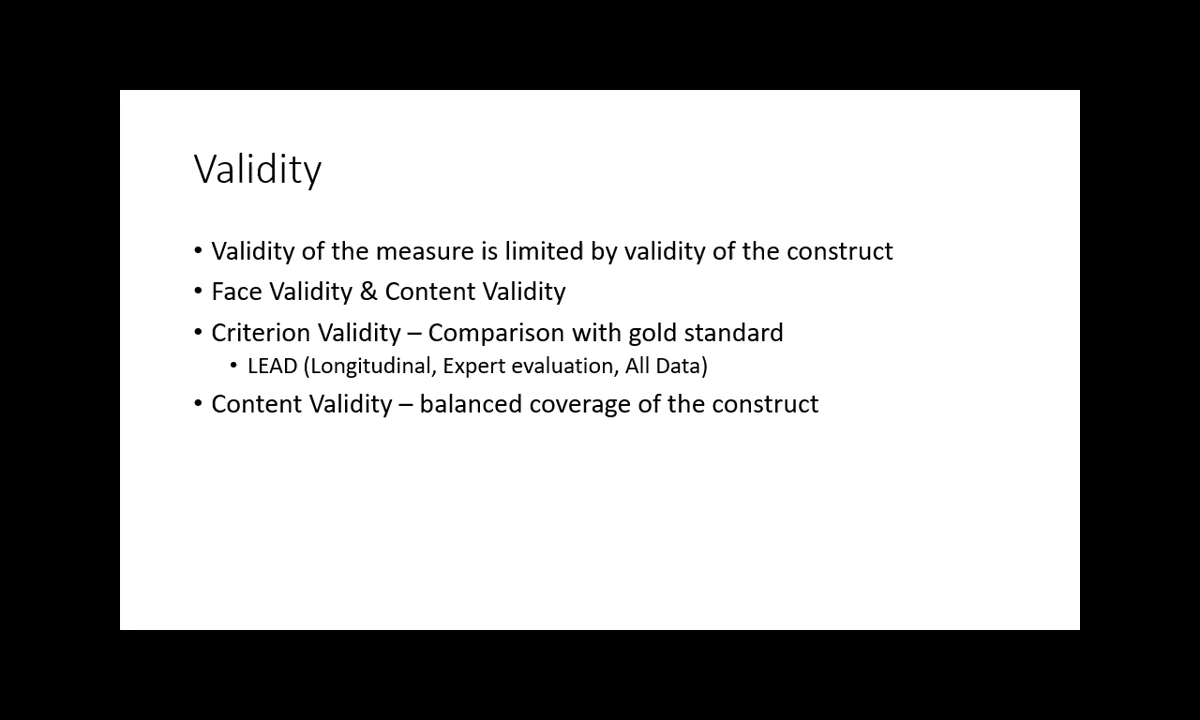 Validity
• Validity of the measure is limited by validity of the construct
• Face Validity & Content Validity
• Criterion Validity – Comparison with gold standard
• LEAD (Longitudinal, Expert evaluation, All Data)
• Content Validity – balanced coverage of the construct